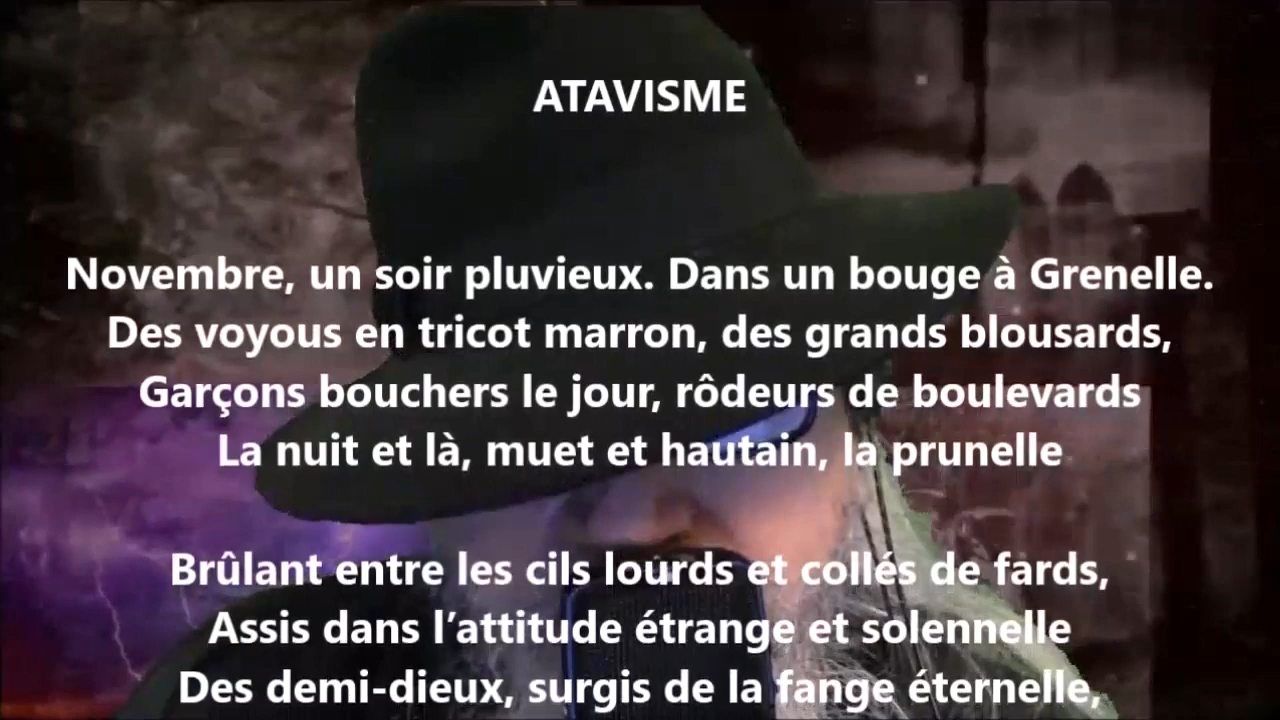 ATAVISME
Novembre, un soir pluvieux. Dans un bouge à Grenelle.
Des voyous en tricot marron, des grands blousards,
Garçons bouchers le jour, rôdeurs de boulevards
La nuit et là, muet et hautain, la prunelle
Brûlant entre les cils lourds et collés de fards,
Assis dans l’attitude étrange et solennelle
Des demi-dieux, surgis de la fange éternelle,